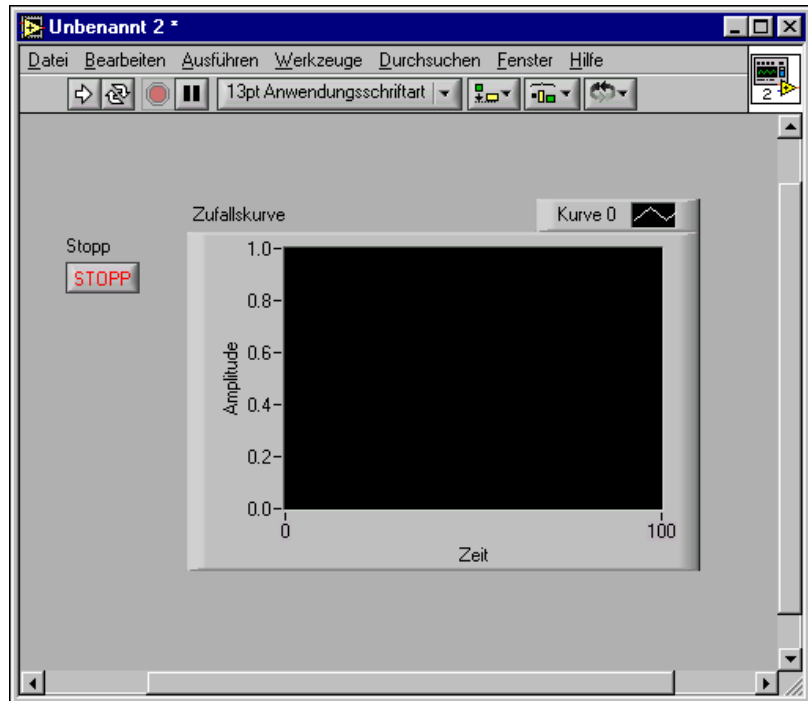 Unbenannt 2 *
Datei Bearbeiten Ausführen Werkzeuge Durchsuchen Fenster Hilfe
13pt Anwendungsschriftart
2
Zufallskurve
Kurve 0
Stopp
STOPP
1.0
0.8
0.6
0.4
0.2
0.0
Amplitude
0
100
Zeit